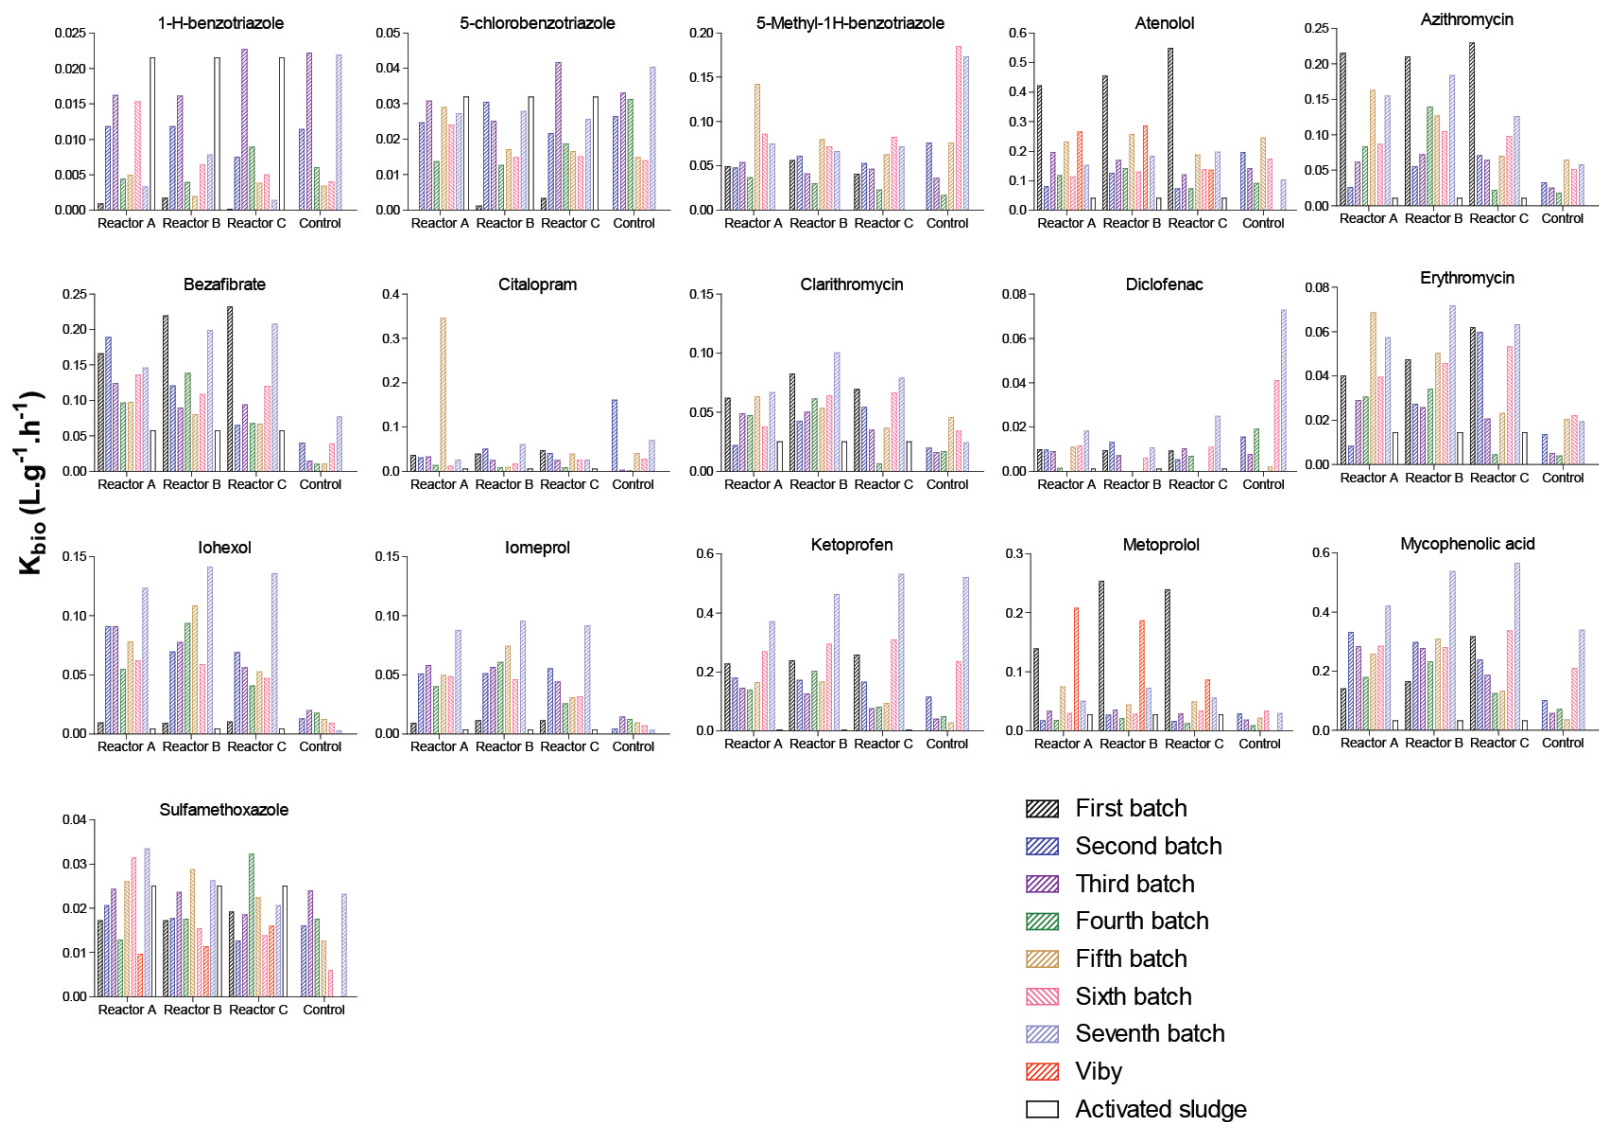 1-H-benzotriazole
0.025
0.020
0.015
0.010
0.005
0.000
Reactor A Reactor B Reactor C Control
5-chlorobenzotriazole
0.05
0.04
0.03
0.02
0.01
0.00
Reactor A Reactor B Reactor C Control
5-Methyl-1H-benzotriazole
0.20
0.15
0.10
0.05
0.00
Reactor A Reactor B Reactor C Control
Atenolol
0.6
0.5
0.4
0.3
0.2
0.1
0.0
Reactor A Reactor B Reactor C Control
Azithromycin
0.25
0.20
0.15
0.10
0.05
0.00
Reactor A Reactor B Reactor C Control
K_bio (L.g⁻¹.h⁻¹)
Bezafibrate
0.25
0.20
0.15
0.10
0.05
0.00
Reactor A Reactor B Reactor C Control
Citalopram
0.4
0.3
0.2
0.1
0.0
Reactor A Reactor B Reactor C Control
Clarithromycin
0.15
0.10
0.05
0.00
Reactor A Reactor B Reactor C Control
Diclofenac
0.08
0.06
0.04
0.02
0.00
Reactor A Reactor B Reactor C Control
Erythromycin
0.08
0.06
0.04
0.02
0.00
Reactor A Reactor B Reactor C Control
Iohexol
0.15
0.10
0.05
0.00
Reactor A Reactor B Reactor C Control
Iomeprol
0.15
0.10
0.05
0.00
Reactor A Reactor B Reactor C Control
Ketoprofen
0.6
0.4
0.2
0.0
Reactor A Reactor B Reactor C Control
Metoprolol
0.3
0.2
0.1
0.0
Reactor A Reactor B Reactor C Control
Mycophenolic acid
0.6
0.4
0.2
0.0
Reactor A Reactor B Reactor C Control
Sulfamethoxazole
0.04
0.03
0.02
0.01
0.00
Reactor A Reactor B Reactor C Control
First batch
Second batch
Third batch
Fourth batch
Fifth batch
Sixth batch
Seventh batch
Viby
Activated sludge